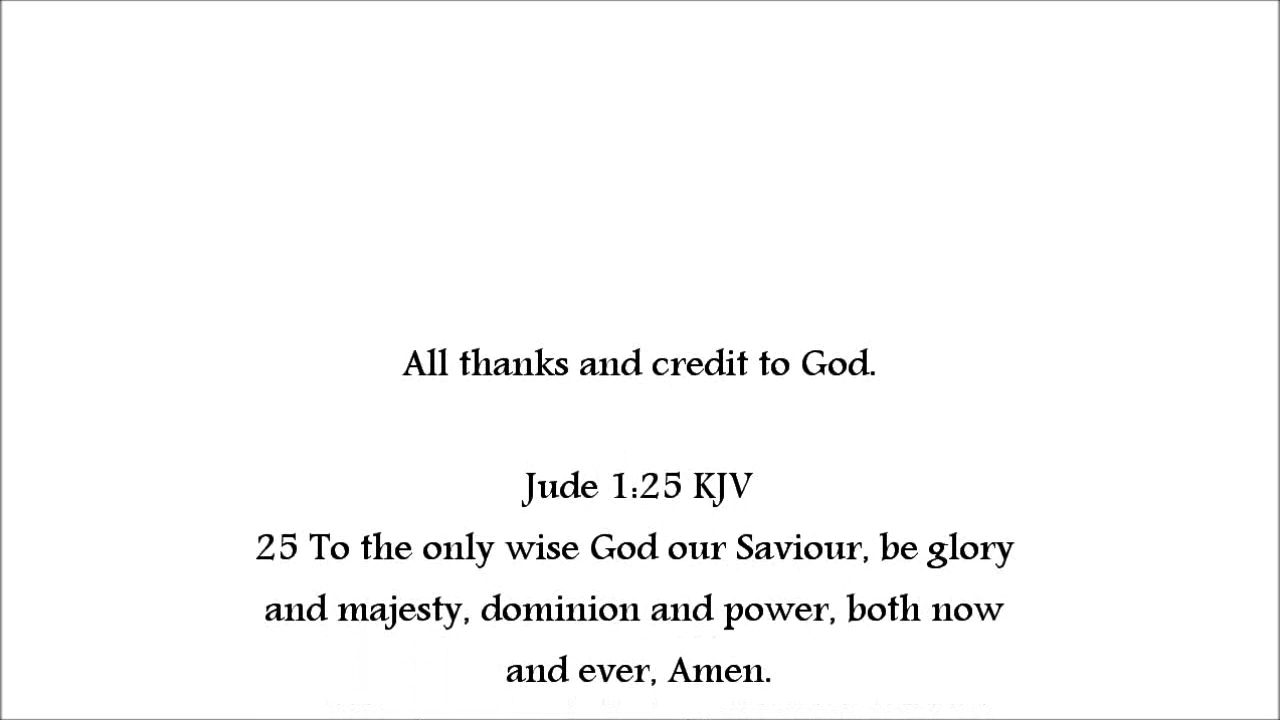 All thanks and credit to God.
Jude 1:25 KJV
25 To the only wise God our Saviour, be glory
and majesty, dominion and power, both now
and ever, Amen.